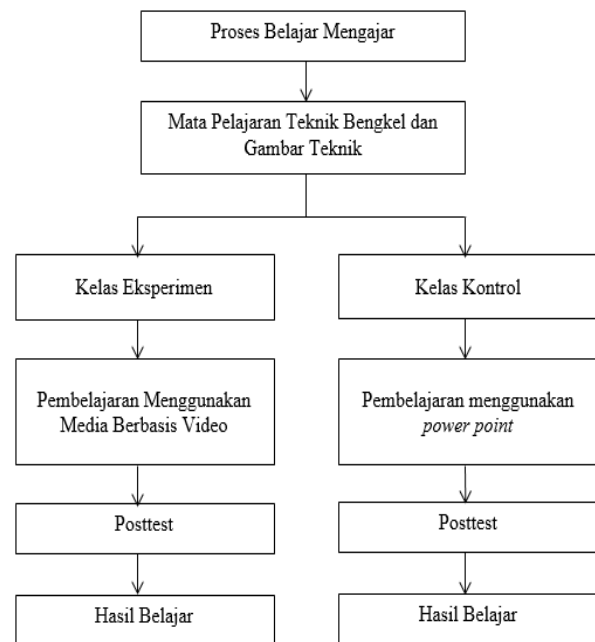 Proses Belajar Mengajar
Mata Pelajaran Teknik Bengkel dan
Gambar Teknik
Kelas Eksperimen
Kelas Kontrol
Pembelajaran Menggunakan
Media Berbasis Video
Pembelajaran menggunakan
power point
Posttest
Posttest
Hasil Belajar
Hasil Belajar